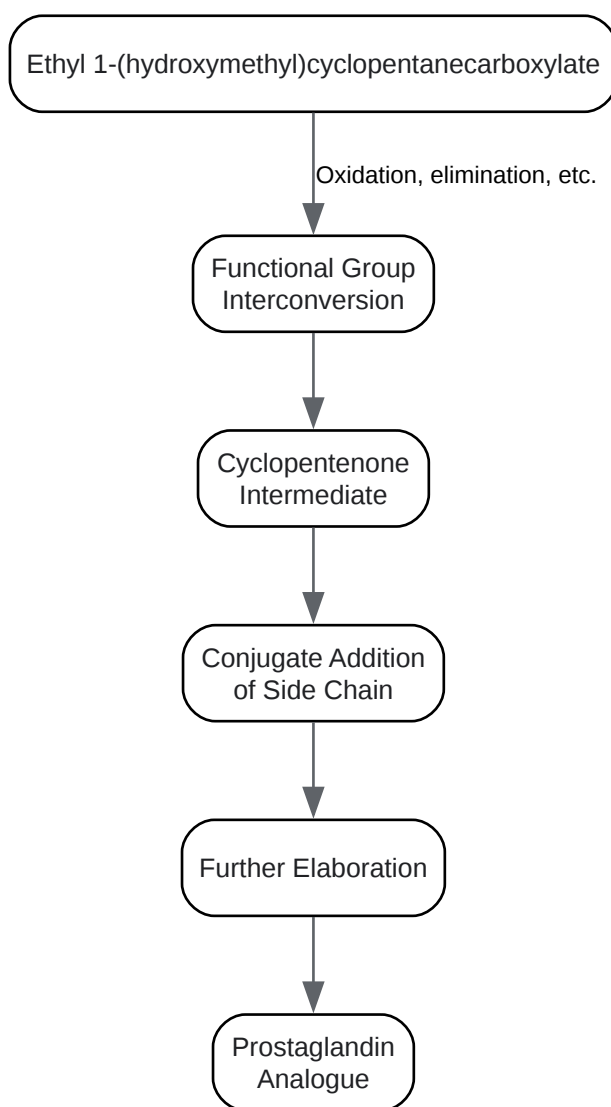 Ethyl 1-(hydroxymethyl)cyclopentanecarboxylate
Oxidation, elimination, etc.
Functional Group
Interconversion
Cyclopentenone
Intermediate
Conjugate Addition
of Side Chain
Further Elaboration
Prostaglandin
Analogue